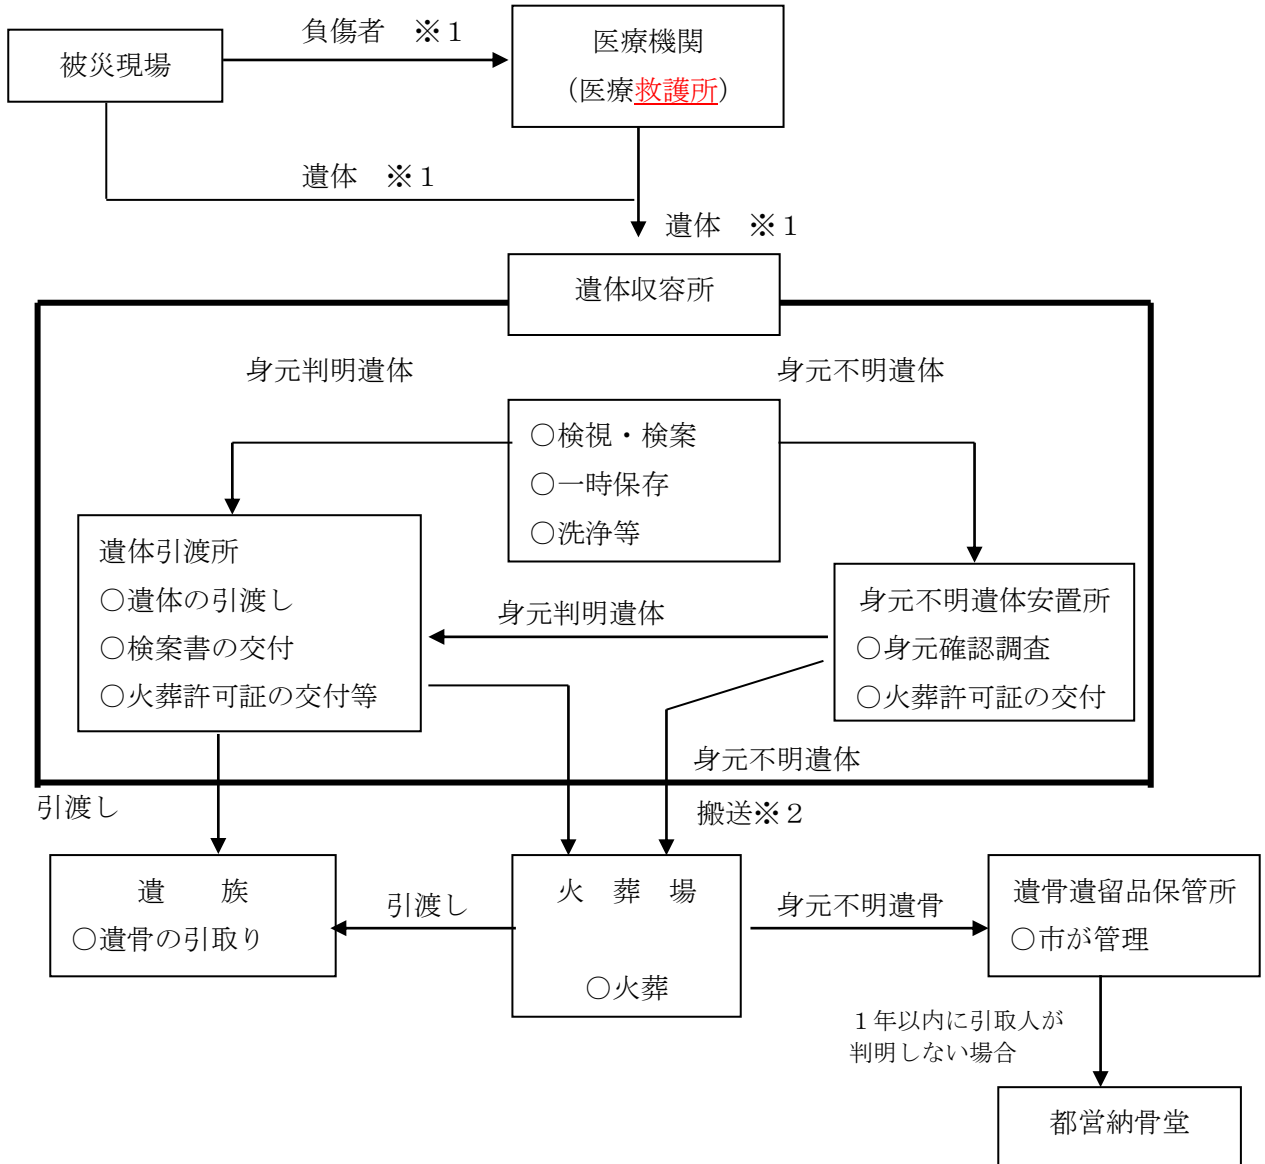 負傷者　※１
被災現場
医療機関
（医療救護所）
遺体　※１
遺体　※１
遺体収容所
身元判明遺体
身元不明遺体
○検視・検案
○一時保存
○洗浄等
遺体引渡所
○遺体の引渡し
○検案書の交付
○火葬許可証の交付等
身元判明遺体
身元不明遺体安置所
○身元確認調査
○火葬許可証の交付
身元不明遺体
引渡し
搬送※２
遺　　族
○遺骨の引取り
引渡し
火　葬　場
○火葬
身元不明遺骨
遺骨遺留品保管所
○市が管理
１年以内に引取人が
判明しない場合
都営納骨堂